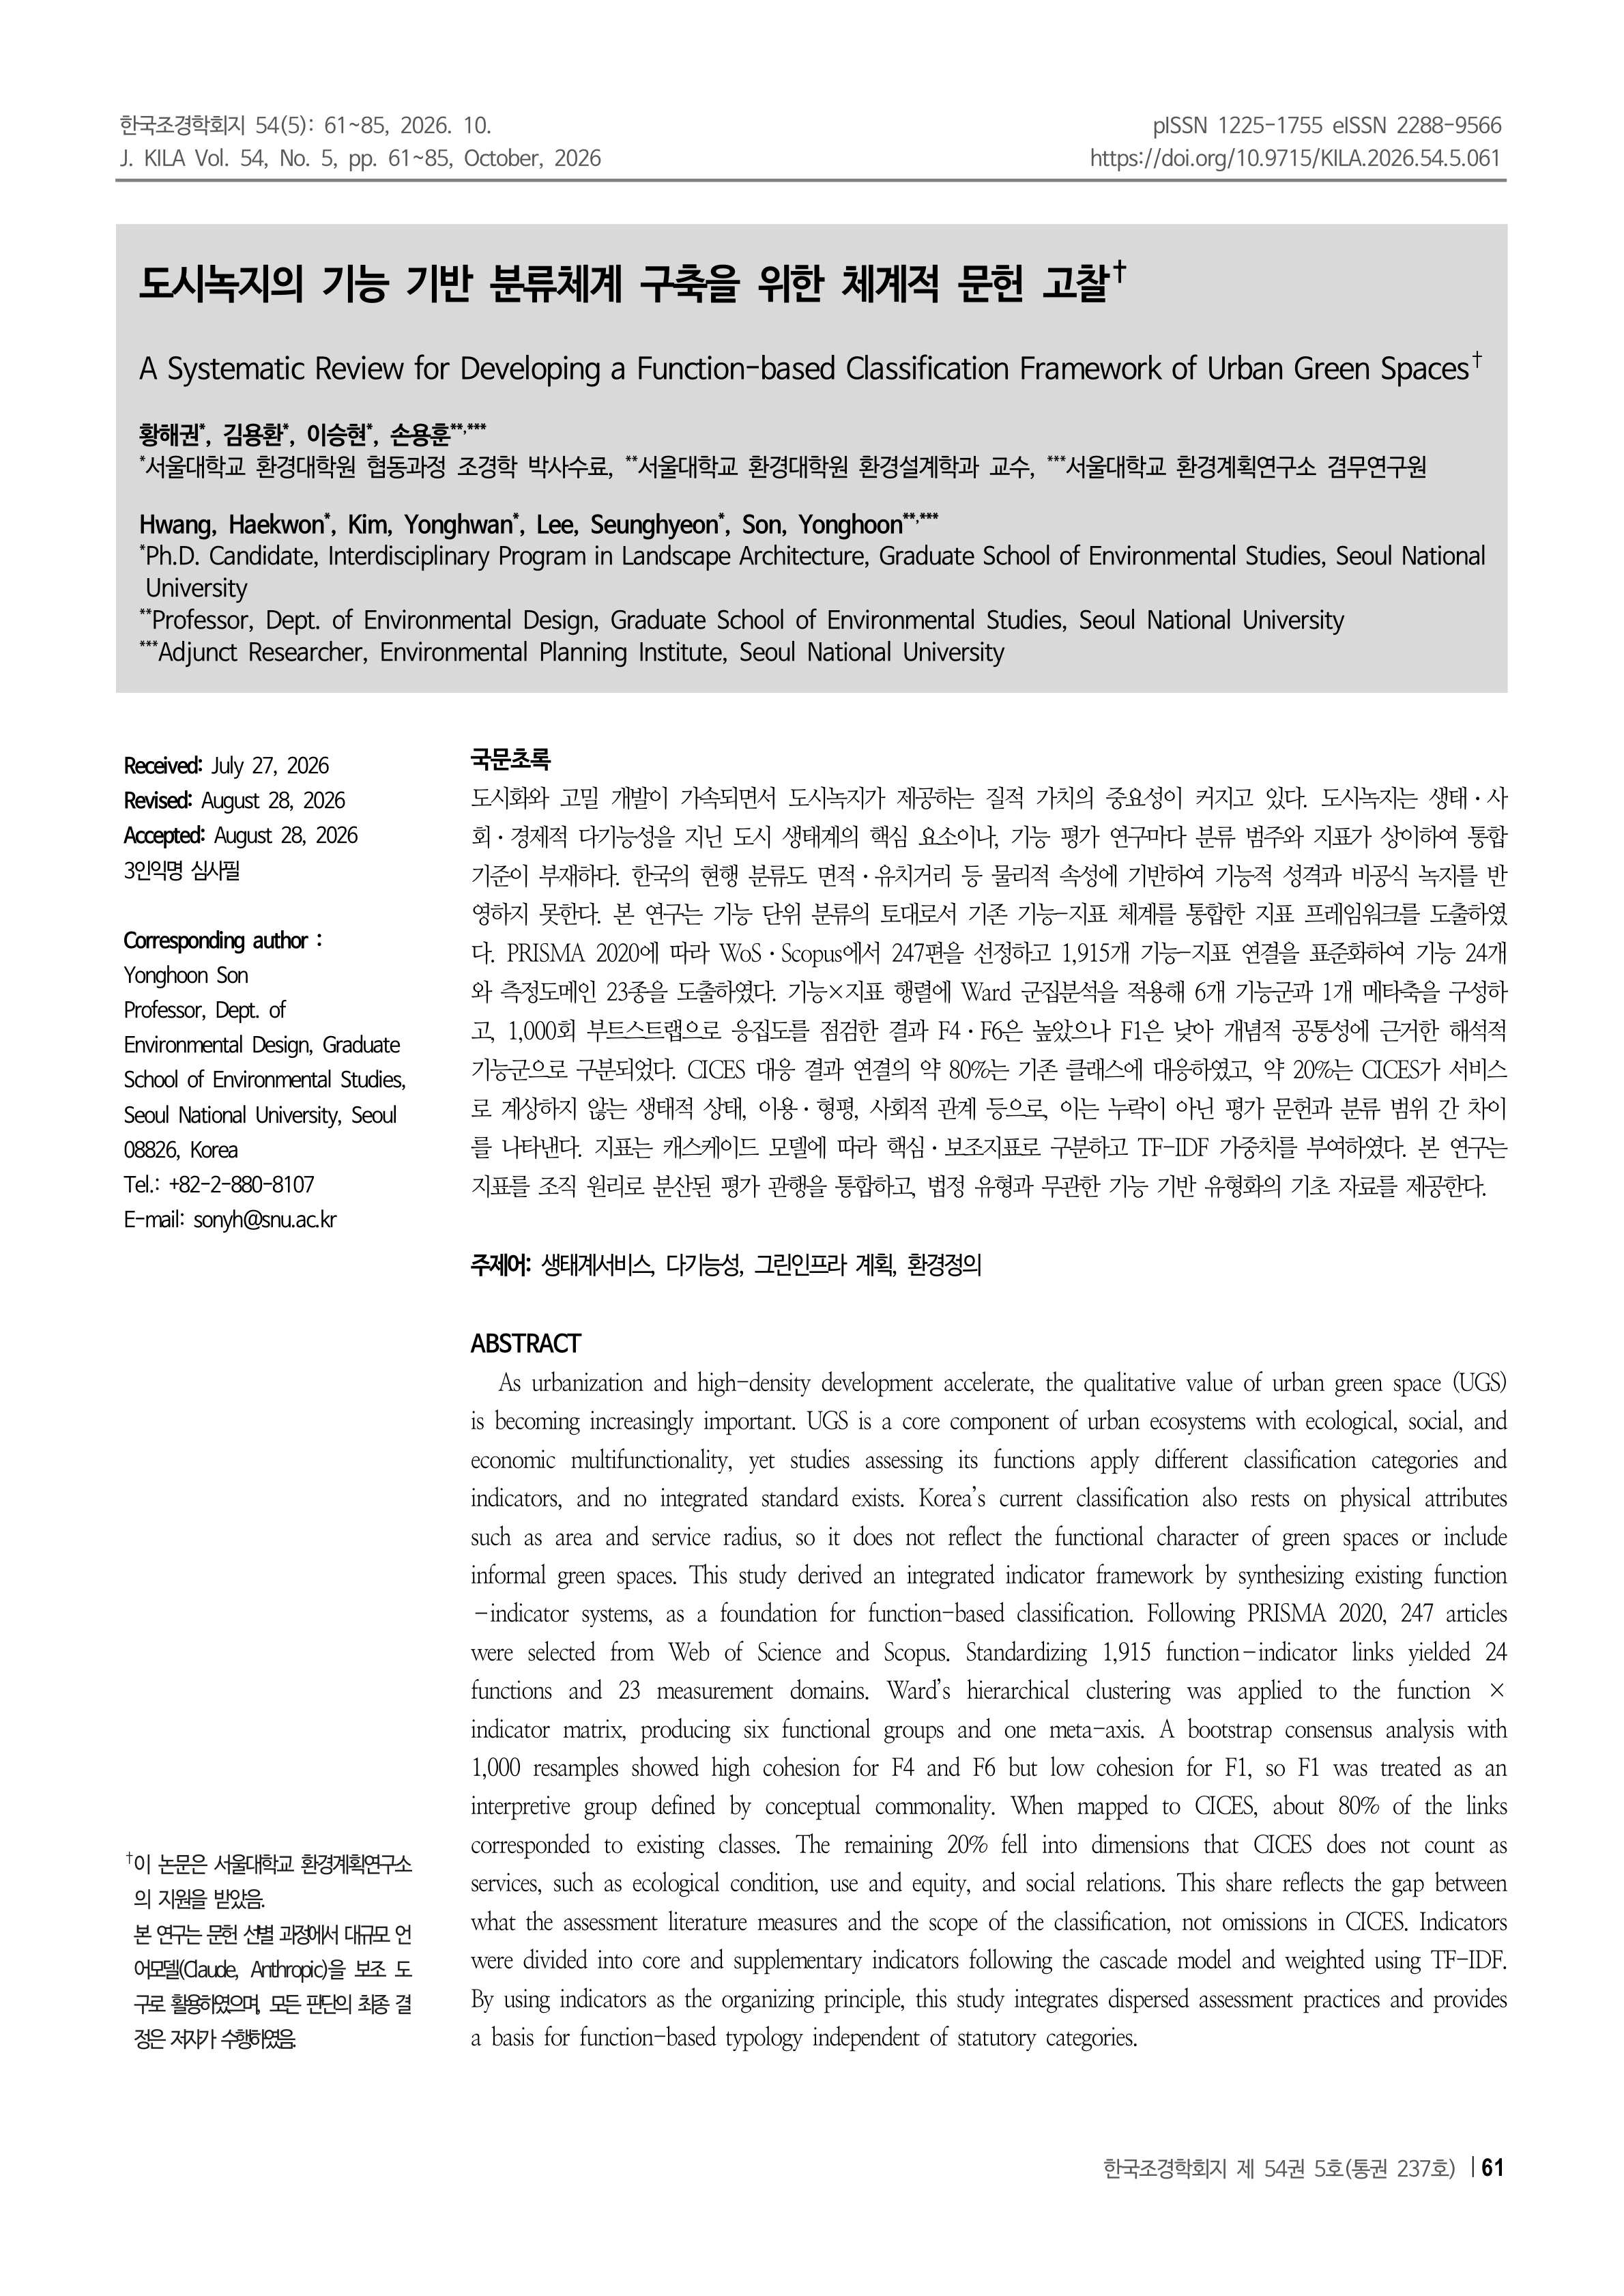 한국조경학회지 54(5): 61~85, 2026. 10.
J. KILA Vol. 54, No. 5, pp. 61~85, October, 2026
pISSN 1225-1755 eISSN 2288-9566
https://doi.org/10.9715/KILA.2026.54.5.061
도시녹지의 기능 기반 분류체계 구축을 위한 체계적 문헌 고찰†
A Systematic Review for Developing a Function-based Classification Framework of Urban Green Spaces†
황해권*, 김용환*, 이승현*, 손용훈**,***
*서울대학교 환경대학원 협동과정 조경학 박사수료, **서울대학교 환경대학원 환경설계학과 교수, ***서울대학교 환경계획연구소 겸무연구원
Hwang, Haekwon*, Kim, Yonghwan*, Lee, Seunghyeon*, Son, Yonghoon**,***
*Ph.D. Candidate, Interdisciplinary Program in Landscape Architecture, Graduate School of Environmental Studies, Seoul National
University
**Professor, Dept. of Environmental Design, Graduate School of Environmental Studies, Seoul National University
***Adjunct Researcher, Environmental Planning Institute, Seoul National University
Received: July 27, 2026
Revised: August 28, 2026
Accepted: August 28, 2026
3인익명 심사필
Corresponding author :
Yonghoon Son
Professor, Dept. of
Environmental Design, Graduate
School of Environmental Studies,
Seoul National University, Seoul
08826, Korea
Tel.: +82-2-880-8107
E-mail: sonyh@snu.ac.kr
†이 논문은 서울대학교 환경계획연구소
의 지원을 받았음.
본 연구는 문헌 선별 과정에서 대규모 언
어모델(Claude, Anthropic)을 보조 도
구로 활용하였으며, 모든 판단의 최종 결
정은 저자가 수행하였음.
국문초록
도시화와 고밀 개발이 가속되면서 도시녹지가 제공하는 질적 가치의 중요성이 커지고 있다. 도시녹지는 생태·사
회·경제적 다기능성을 지닌 도시 생태계의 핵심 요소이나, 기능 평가 연구마다 분류 범주와 지표가 상이하여 통합
기준이 부재하다. 한국의 현행 분류도 면적·유치거리 등 물리적 속성에 기반하여 기능적 성격과 비공식 녹지를 반
영하지 못한다. 본 연구는 기능 단위 분류의 토대로서 기존 기능-지표 체계를 통합한 지표 프레임워크를 도출하였
다. PRISMA 2020에 따라 WoS·Scopus에서 247편을 선정하고 1,915개 기능-지표 연결을 표준화하여 기능 24개
와 측정도메인 23종을 도출하였다. 기능×지표 행렬에 Ward 군집분석을 적용해 6개 기능군과 1개 메타축을 구성하
고, 1,000회 부트스트랩으로 응집도를 점검한 결과 F4·F6은 높았으나 F1은 낮아 개념적 공통성에 근거한 해석적
기능군으로 구분되었다. CICES 대응 결과 연결의 약 80%는 기존 클래스에 대응하였고, 약 20%는 CICES가 서비스
로 계상하지 않는 생태적 상태, 이용·형평, 사회적 관계 등으로, 이는 누락이 아닌 평가 문헌과 분류 범위 간 차이
를 나타낸다. 지표는 캐스케이드 모델에 따라 핵심·보조지표로 구분하고 TF-IDF 가중치를 부여하였다. 본 연구는
지표를 조직 원리로 분산된 평가 관행을 통합하고, 법정 유형과 무관한 기능 기반 유형화의 기초 자료를 제공한다.
주제어: 생태계서비스, 다기능성, 그린인프라 계획, 환경정의
ABSTRACT
As urbanization and high-density development accelerate, the qualitative value of urban green space (UGS)
is becoming increasingly important. UGS is a core component of urban ecosystems with ecological, social, and
economic multifunctionality, yet studies assessing its functions apply different classification categories and
indicators, and no integrated standard exists. Korea's current classification also rests on physical attributes
such as area and service radius, so it does not reflect the functional character of green spaces or include
informal green spaces. This study derived an integrated indicator framework by synthesizing existing function
-indicator systems, as a foundation for function-based classification. Following PRISMA 2020, 247 articles
were selected from Web of Science and Scopus. Standardizing 1,915 function-indicator links yielded 24
functions and 23 measurement domains. Ward's hierarchical clustering was applied to the function ×
indicator matrix, producing six functional groups and one meta-axis. A bootstrap consensus analysis with
1,000 resamples showed high cohesion for F4 and F6 but low cohesion for F1, so F1 was treated as an
interpretive group defined by conceptual commonality. When mapped to CICES, about 80% of the links
corresponded to existing classes. The remaining 20% fell into dimensions that CICES does not count as
services, such as ecological condition, use and equity, and social relations. This share reflects the gap between
what the assessment literature measures and the scope of the classification, not omissions in CICES. Indicators
were divided into core and supplementary indicators following the cascade model and weighted using TF-IDF.
By using indicators as the organizing principle, this study integrates dispersed assessment practices and provides
a basis for function-based typology independent of statutory categories.
한국조경학회지 제 54권 5호(통권 237호) | 61